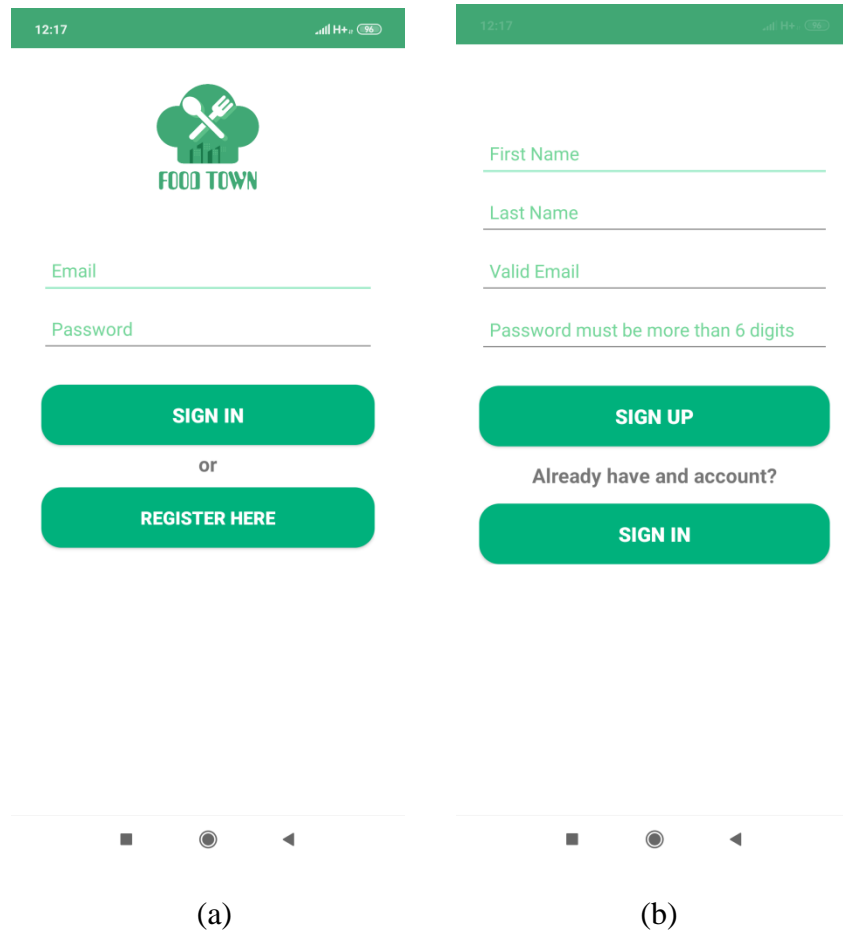 12:17
H+ 96
FOOD TOWN
Email
Password
SIGN IN
or
REGISTER HERE
(a)
12:17
H+ 96
First Name
Last Name
Valid Email
Password must be more than 6 digits
SIGN UP
Already have and account?
SIGN IN
(b)